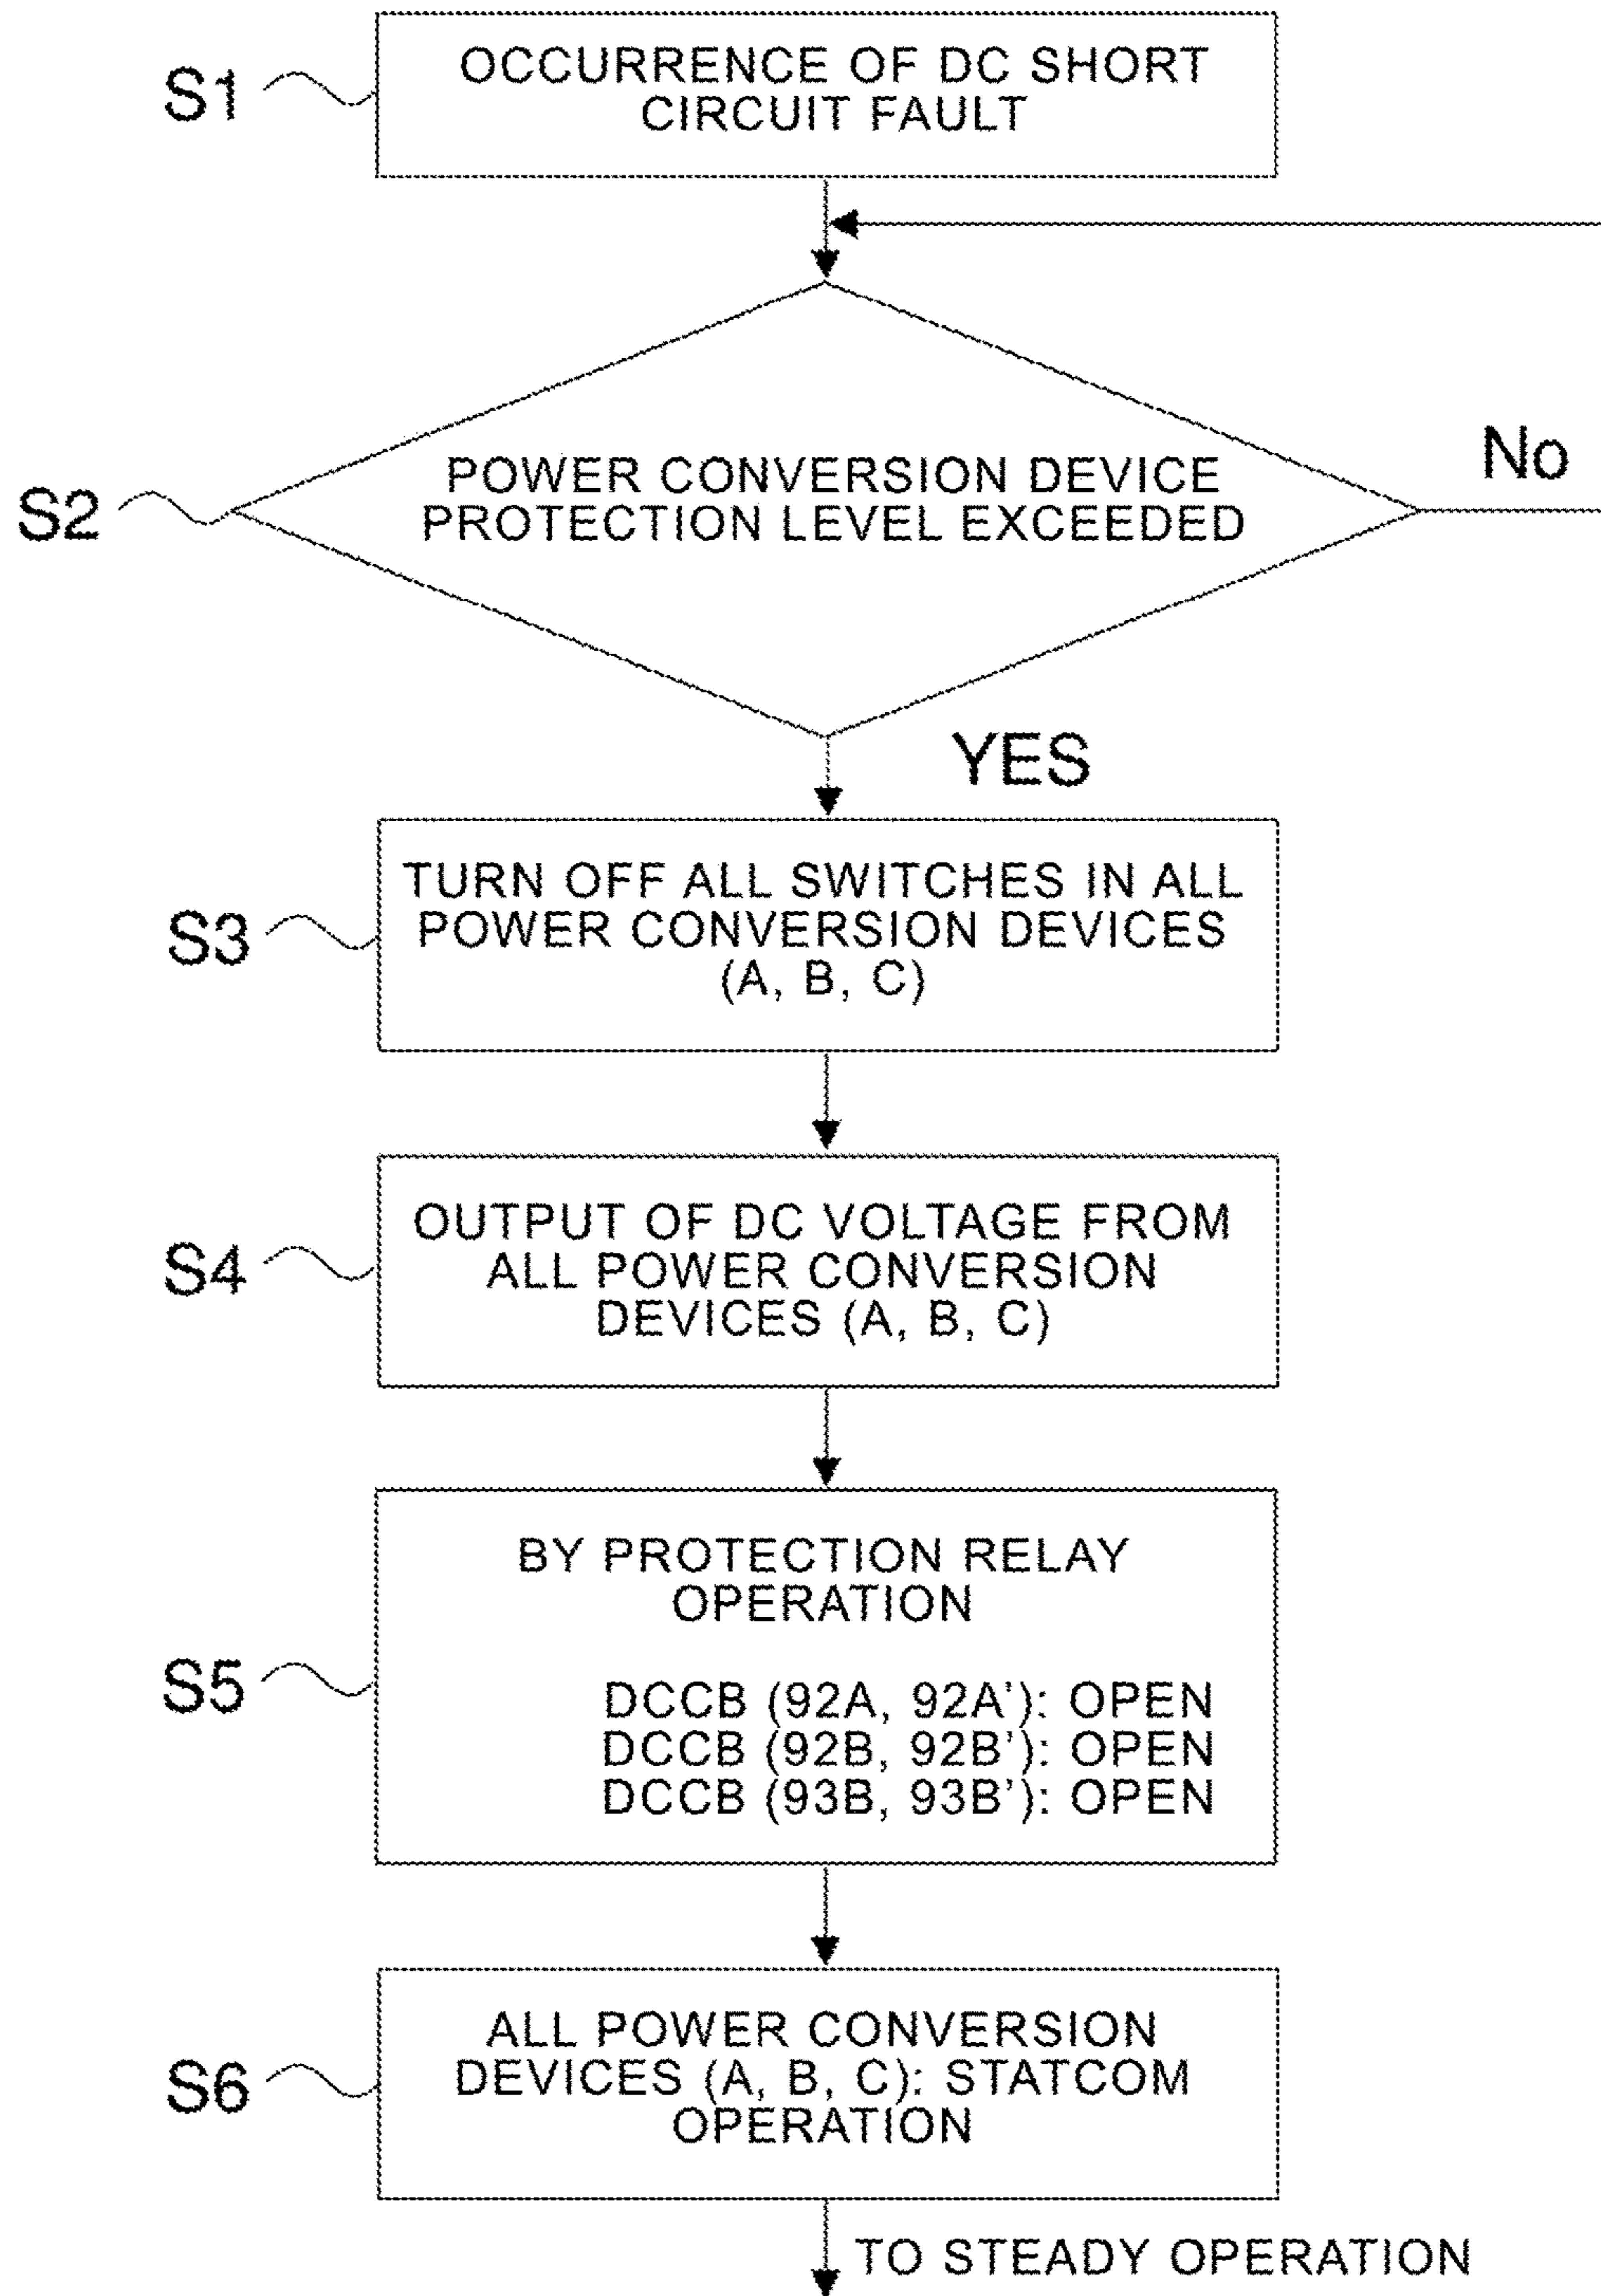 S1
OCCURRENCE OF DC SHORT
CIRCUIT FAULT
S2
POWER CONVERSION DEVICE
PROTECTION LEVEL EXCEEDED
No
YES
S3
TURN OFF ALL SWITCHES IN ALL
POWER CONVERSION DEVICES
(A, B, C)
S4
OUTPUT OF DC VOLTAGE FROM
ALL POWER CONVERSION
DEVICES (A, B, C)
S5
BY PROTECTION RELAY
OPERATION
DCCB (92A, 92A’): OPEN
DCCB (92B, 92B’): OPEN
DCCB (93B, 93B’): OPEN
S6
ALL POWER CONVERSION
DEVICES (A, B, C): STATCOM
OPERATION
TO STEADY OPERATION